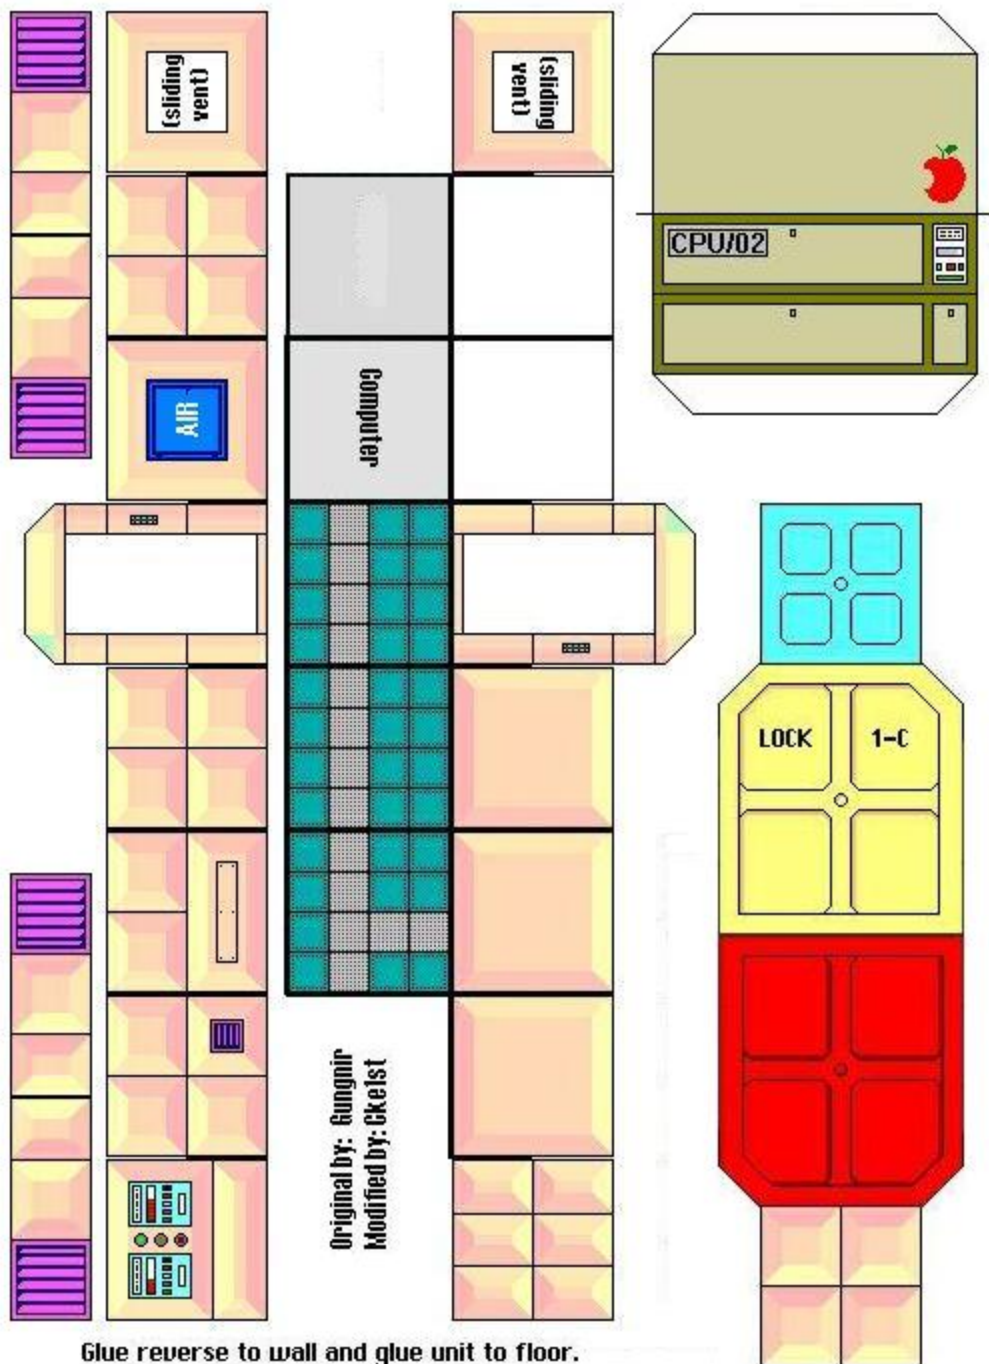 (sliding
vent)
(sliding
vent)
CPU/02
AIR
Computer
LOCK 1-C
Original by: Gungnir
Modified by: Ckelst
Glue reverse to wall and glue unit to floor.